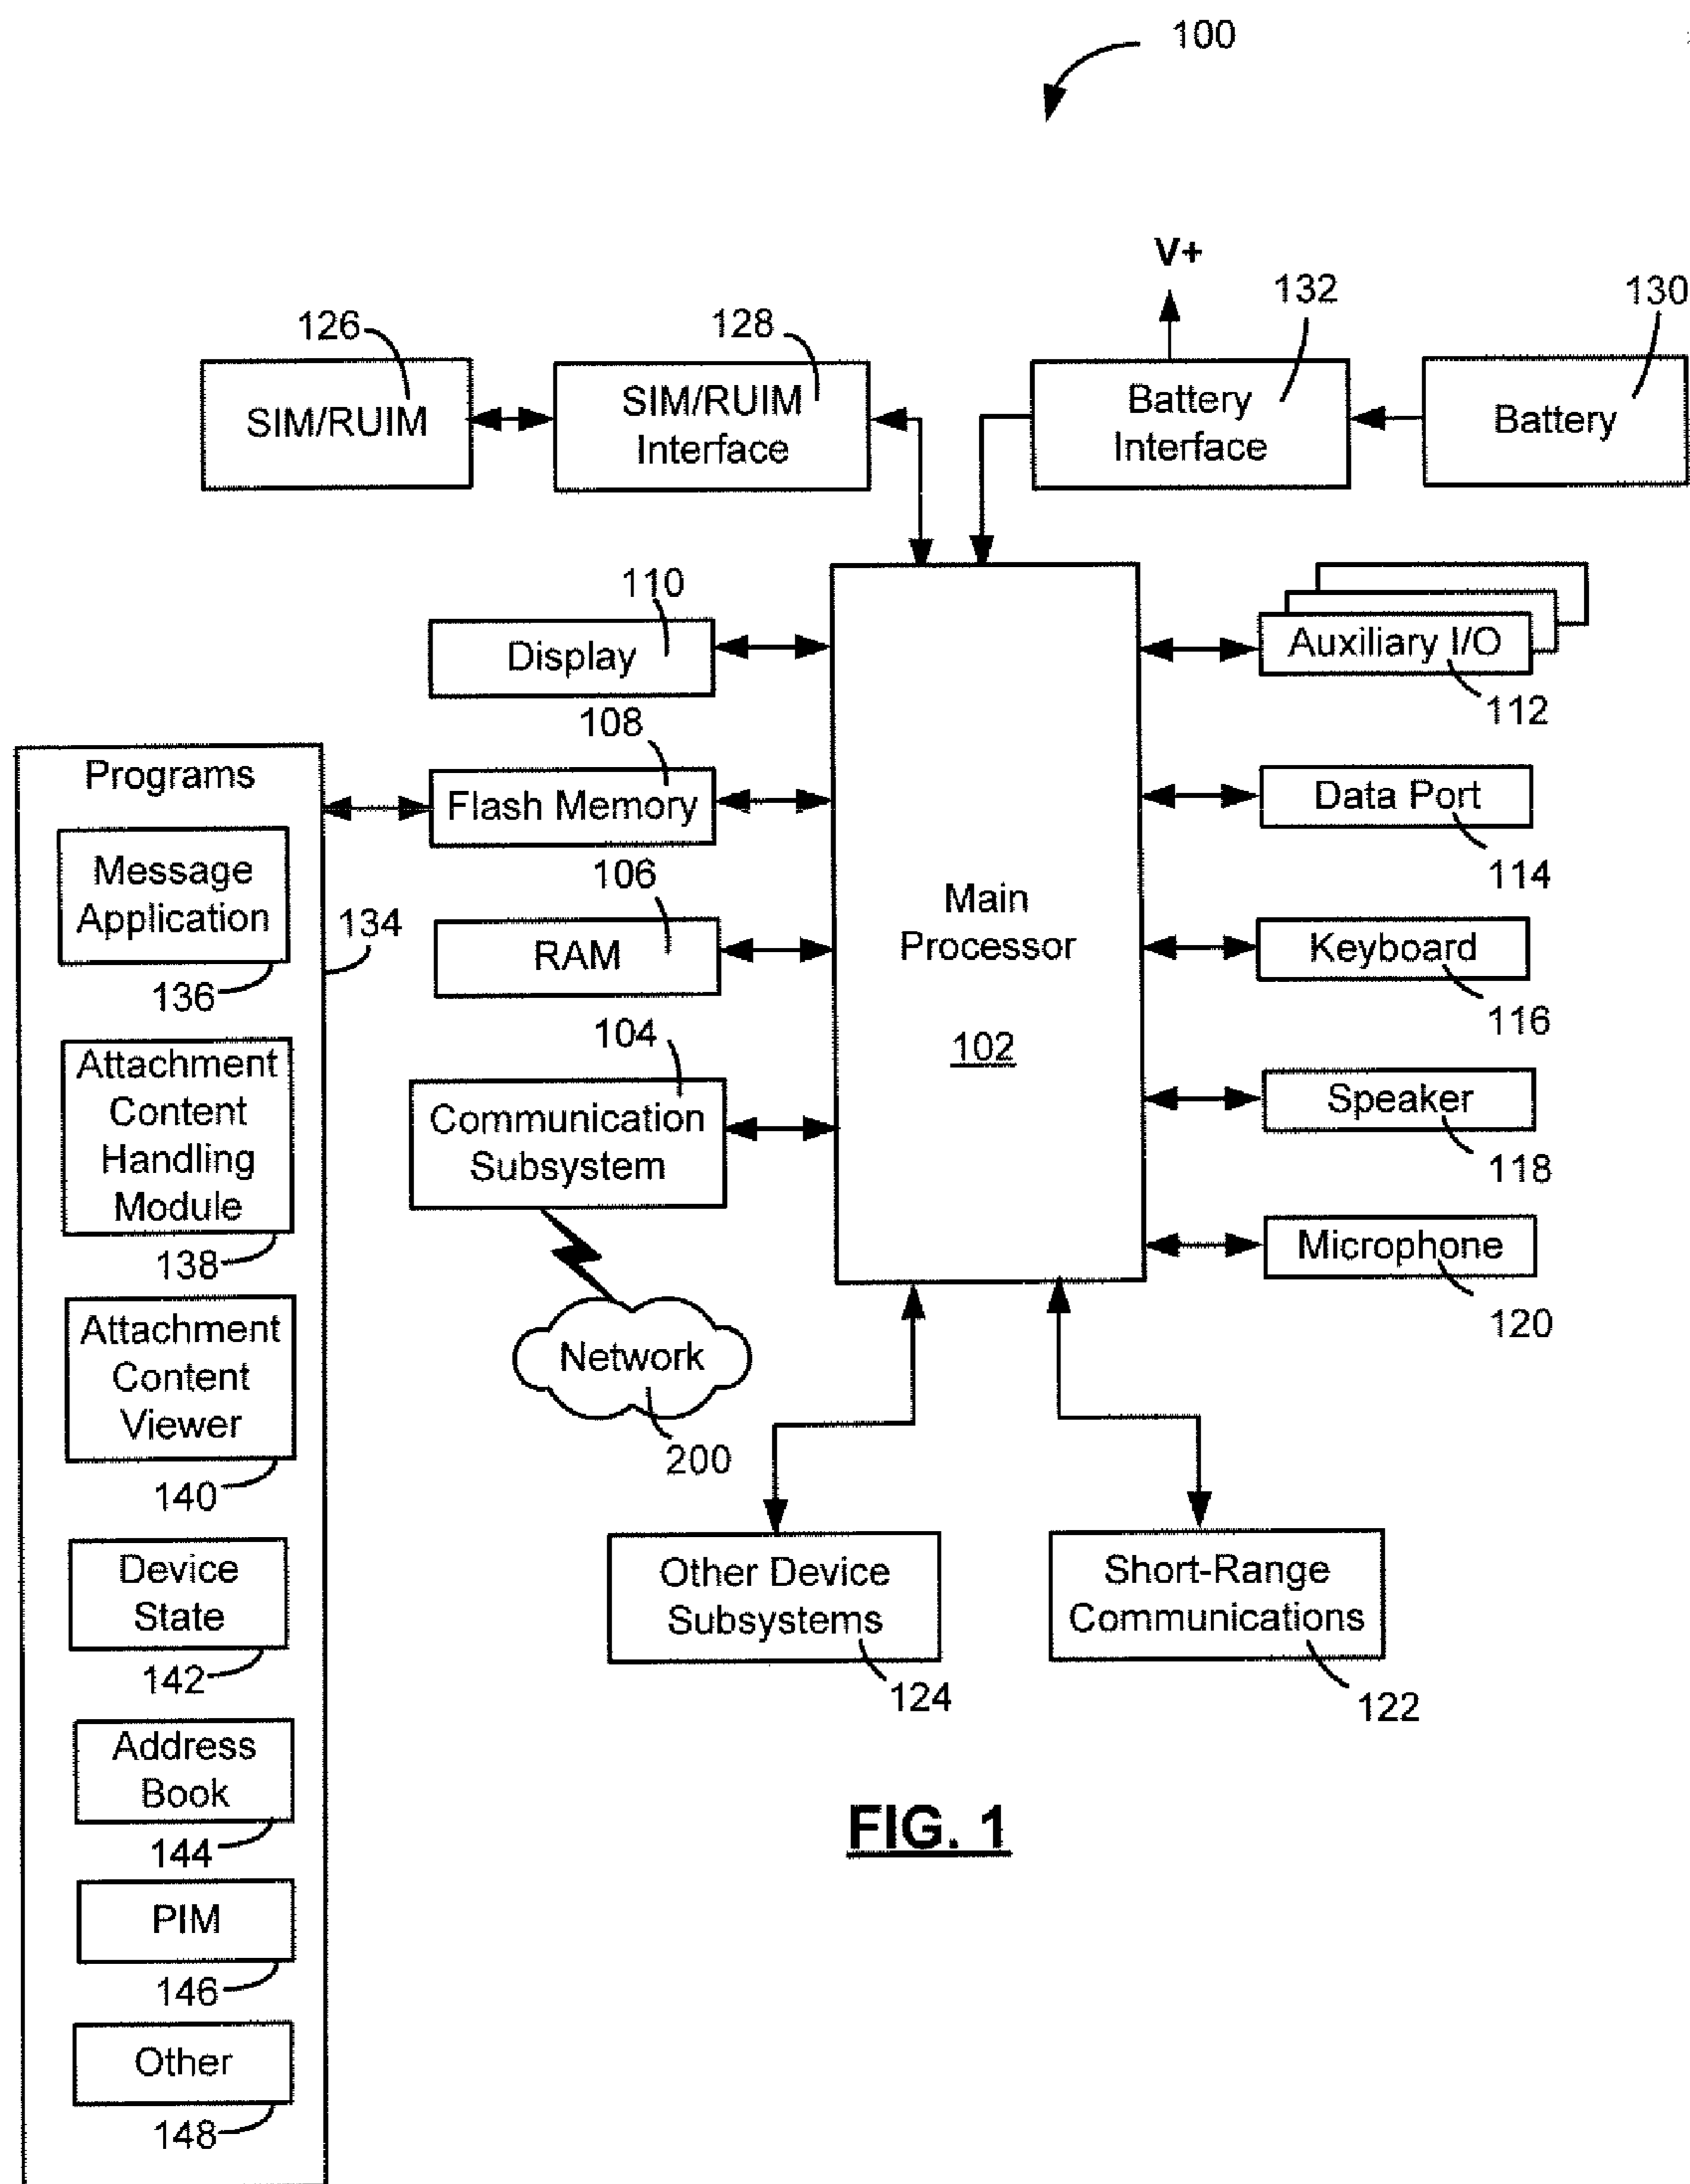 100
V+
132
130
126
128
SIM/RUIM
SIM/RUIM
Interface
Battery
Interface
Battery
110
Display
Auxiliary I/O
112
108
Programs
Flash Memory
Data Port
114
Message
Application
136
134
106
RAM
Main
Processor
102
Keyboard
116
104
Communication
Subsystem
Speaker
118
Attachment
Content
Handling
Module
138
Microphone
120
Network
200
Attachment
Content
Viewer
140
Other Device
Subsystems
124
Short-Range
Communications
122
Device
State
142
Address
Book
144
FIG. 1
PIM
146
Other
148